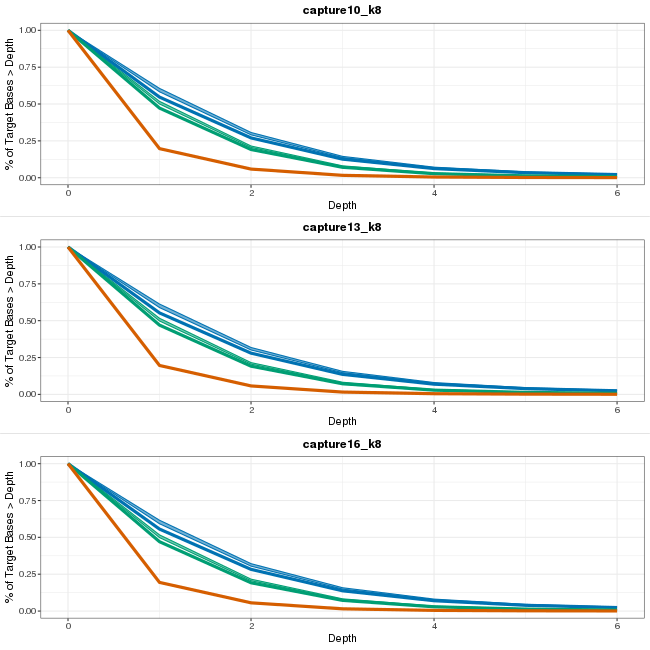 capture10_k8
% of Target Bases > Depth
1.00
0.75
0.50
0.25
0.00
0 2 4 6
Depth
capture13_k8
% of Target Bases > Depth
1.00
0.75
0.50
0.25
0.00
0 2 4 6
Depth
capture16_k8
% of Target Bases > Depth
1.00
0.75
0.50
0.25
0.00
0 2 4 6
Depth